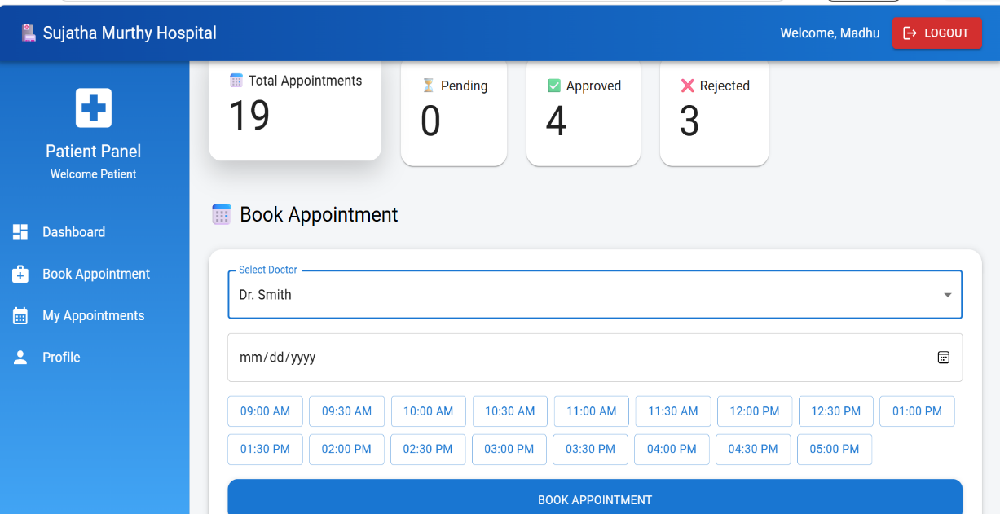 Sujatha Murthy Hospital
Welcome, Madhu
LOGOUT
Patient Panel
Welcome Patient
Dashboard
Book Appointment
My Appointments
Profile
Total Appointments
19
Pending
0
Approved
4
Rejected
3
Book Appointment
Select Doctor
Dr. Smith
mm/dd/yyyy
09:00 AM 09:30 AM 10:00 AM 10:30 AM 11:00 AM 11:30 AM 12:00 PM 12:30 PM 01:00 PM
01:30 PM 02:00 PM 02:30 PM 03:00 PM 03:30 PM 04:00 PM 04:30 PM 05:00 PM
BOOK APPOINTMENT